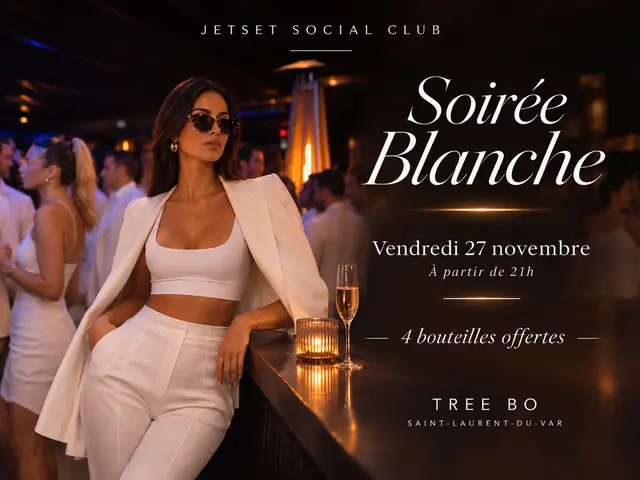 JETSET SOCIAL CLUB
Soirée
Blanche
Vendredi 27 novembre
À partir de 21h
4 bouteilles offertes
TREE BO
SAINT-LAURENT-DU-VAR